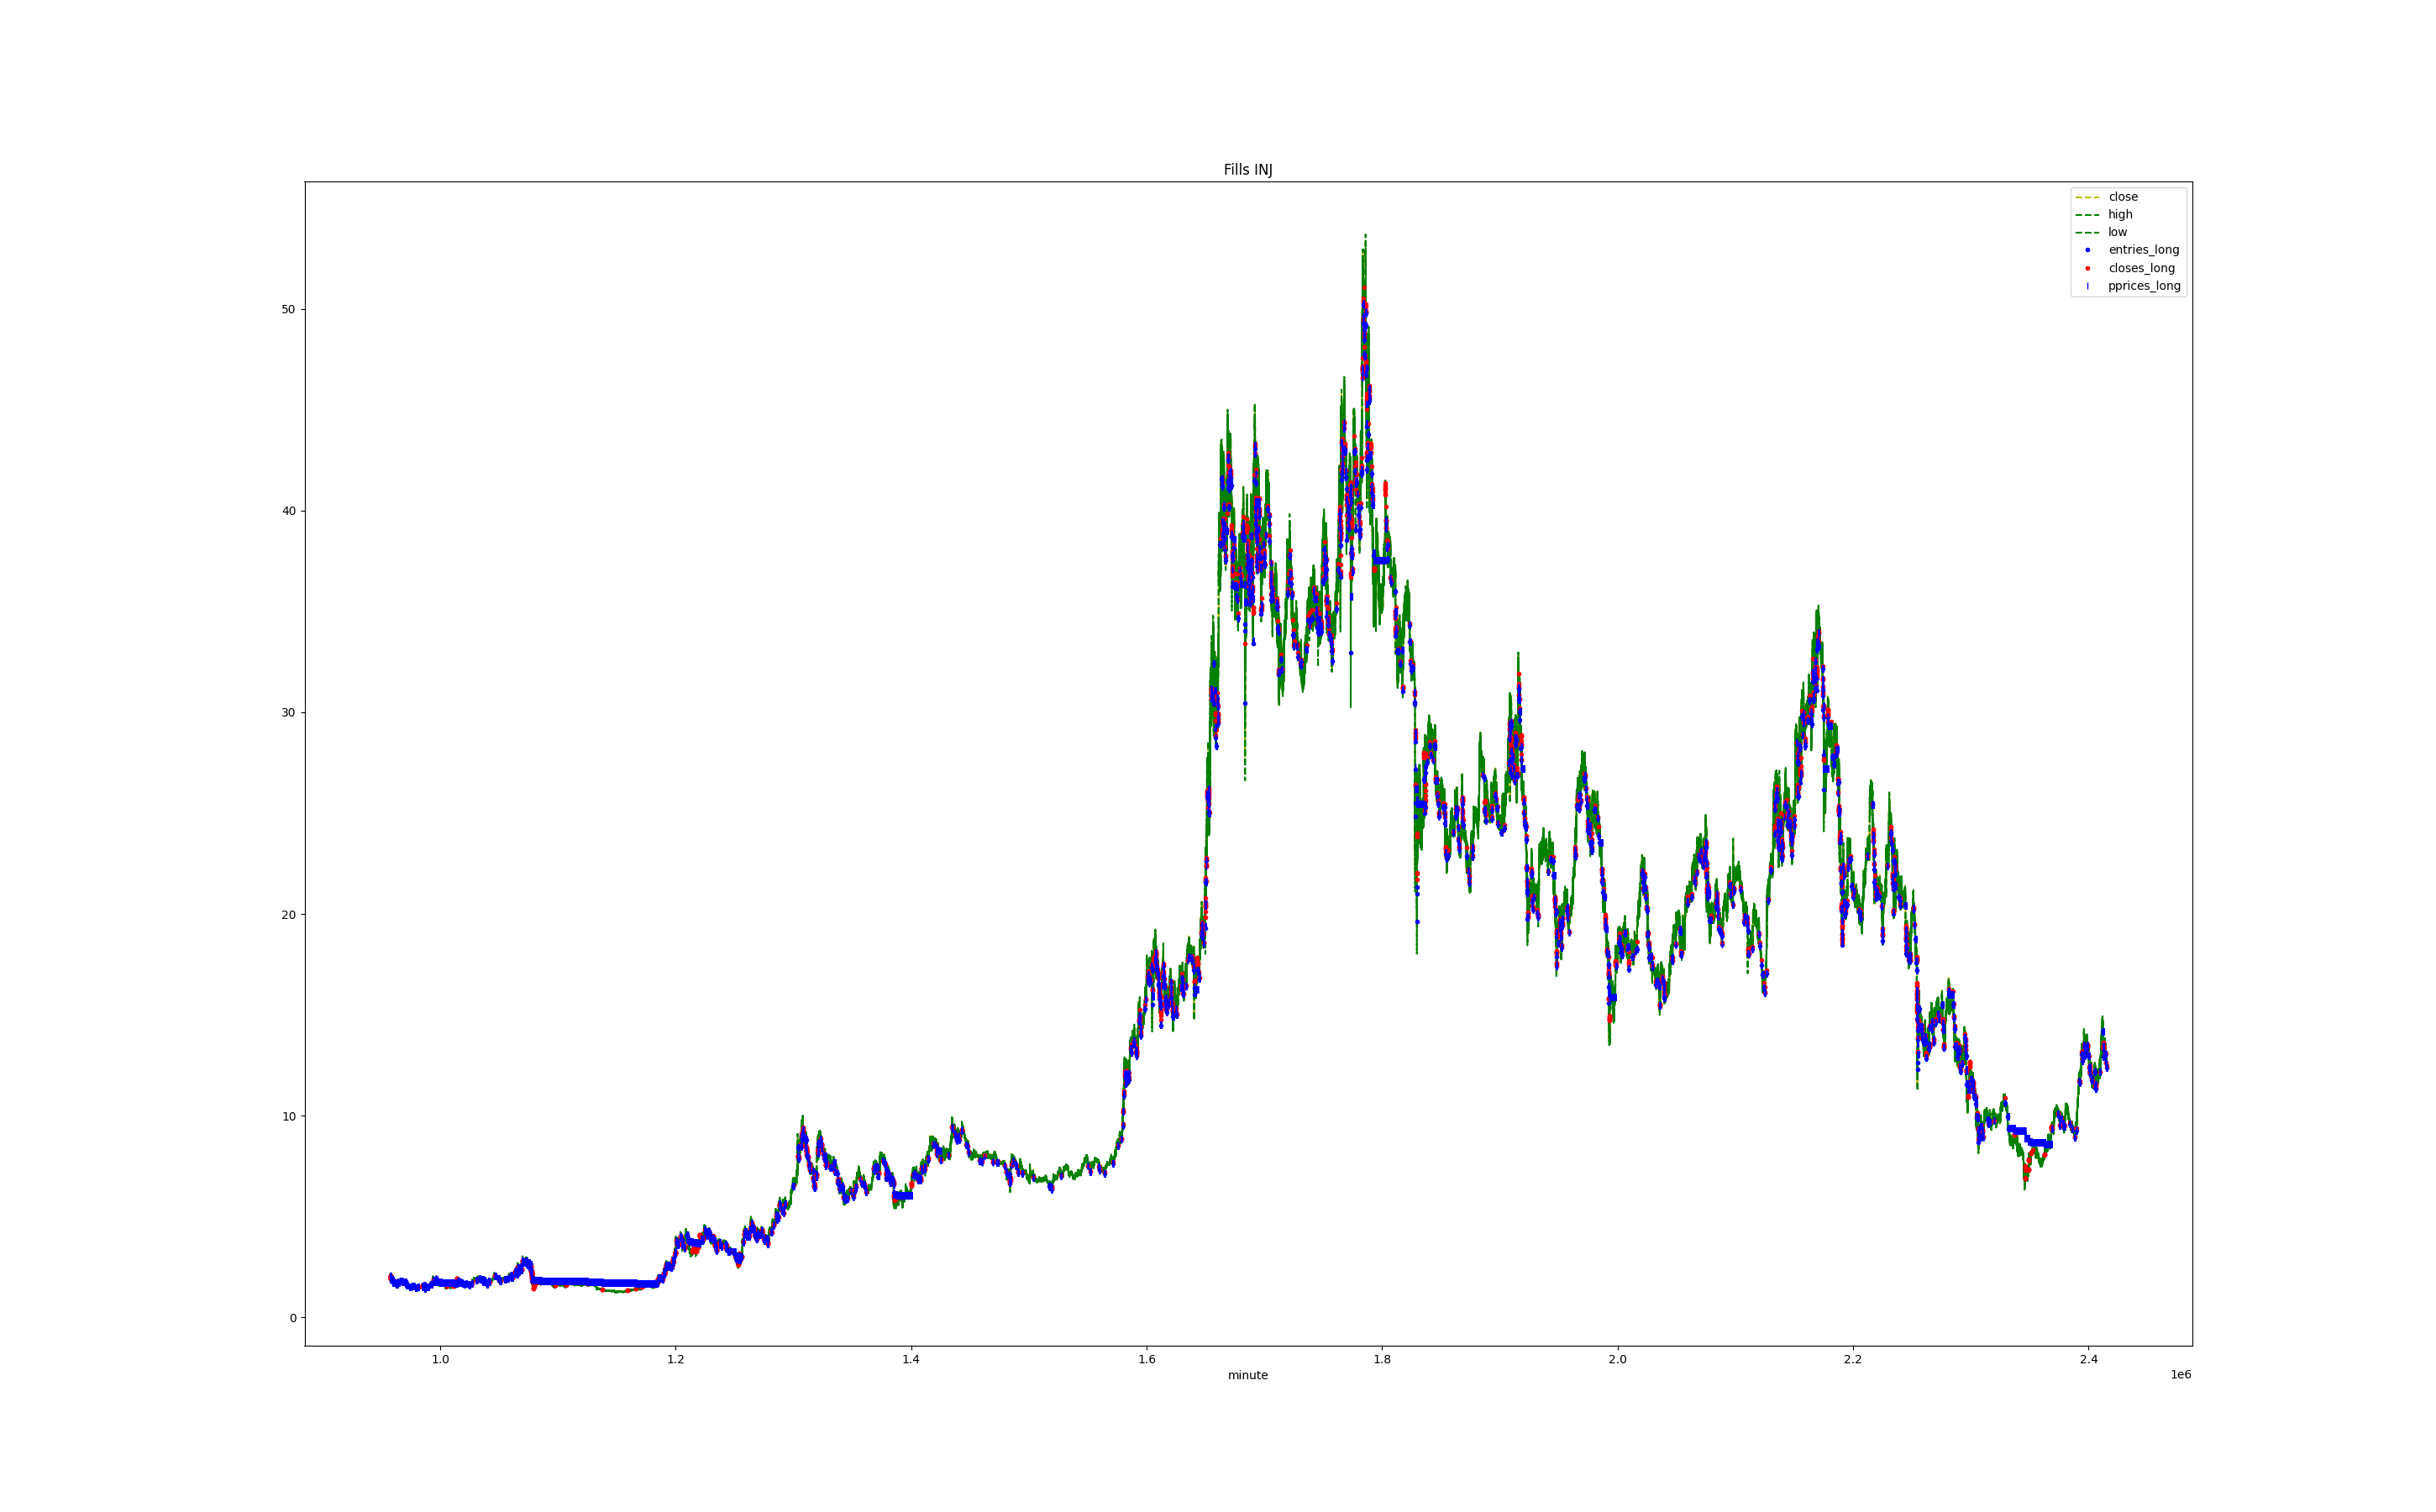 Fills INJ
close
high
low
entries_long
closes_long
pprices_long
50
40
30
20
10
0
1.0 1.2 1.4 1.6 1.8 2.0 2.2 2.4
minute 1e6